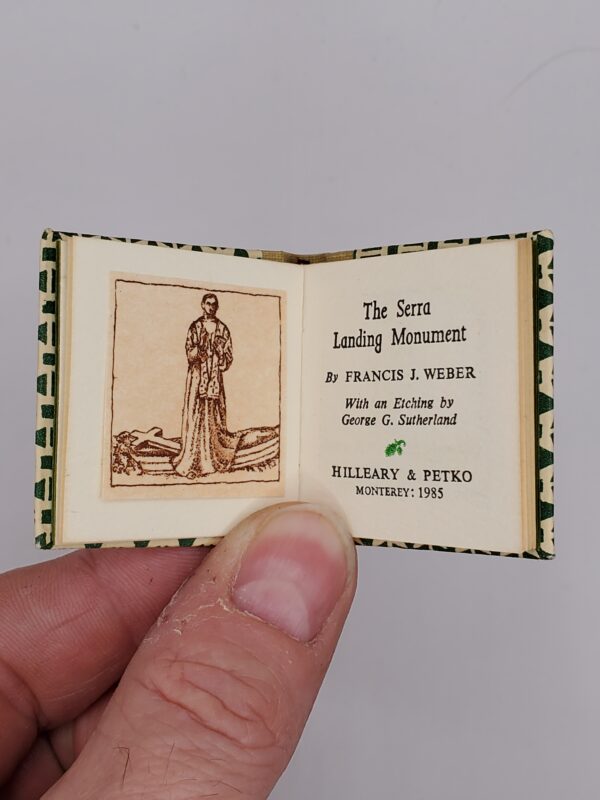 The Serra
Landing Monument
By FRANCIS J. WEBER
With an Etching by
George G. Sutherland
HILLEARY & PETKO
MONTEREY: 1985